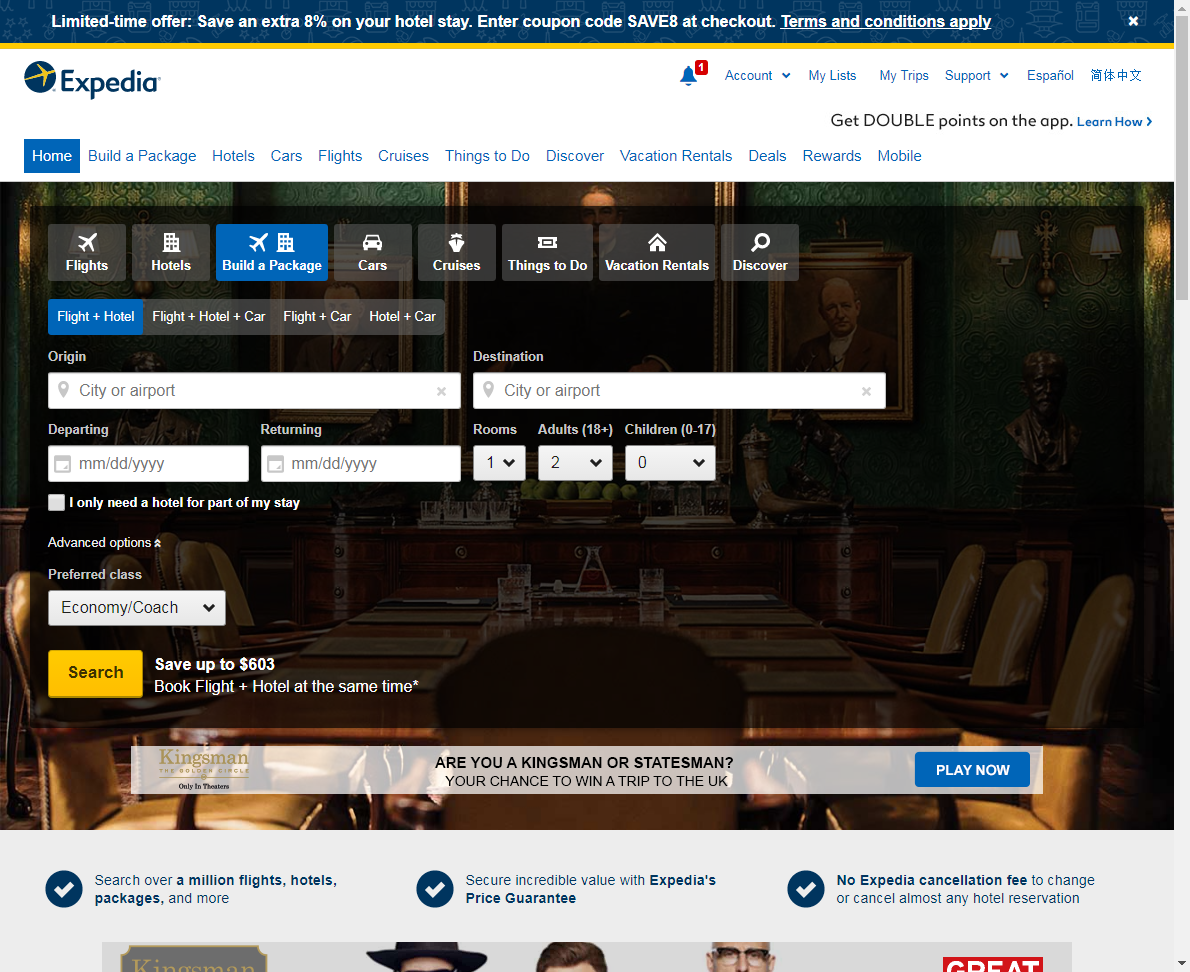 Limited-time offer: Save an extra 8% on your hotel stay. Enter coupon code SAVE8 at checkout. Terms and conditions apply
Expedia
1
Account
My Lists
My Trips
Support
Español
简体中文
Get DOUBLE points on the app. Learn How
Home
Build a Package
Hotels
Cars
Flights
Cruises
Things to Do
Discover
Vacation Rentals
Deals
Rewards
Mobile
Flights
Hotels
Build a Package
Cars
Cruises
Things to Do
Vacation Rentals
Discover
Flight + Hotel
Flight + Hotel + Car
Flight + Car
Hotel + Car
Origin
Destination
City or airport
City or airport
Departing
Returning
Rooms
Adults (18+)
Children (0-17)
mm/dd/yyyy
mm/dd/yyyy
1
2
0
I only need a hotel for part of my stay
Advanced options
Preferred class
Economy/Coach
Search
Save up to $603
Book Flight + Hotel at the same time*
Kingsman
THE GOLDEN CIRCLE
Only In Theaters
ARE YOU A KINGSMAN OR STATESMAN?
YOUR CHANCE TO WIN A TRIP TO THE UK
PLAY NOW
Search over a million flights, hotels,
packages, and more
Secure incredible value with Expedia's
Price Guarantee
No Expedia cancellation fee to change
or cancel almost any hotel reservation
Kingsman
GREAT